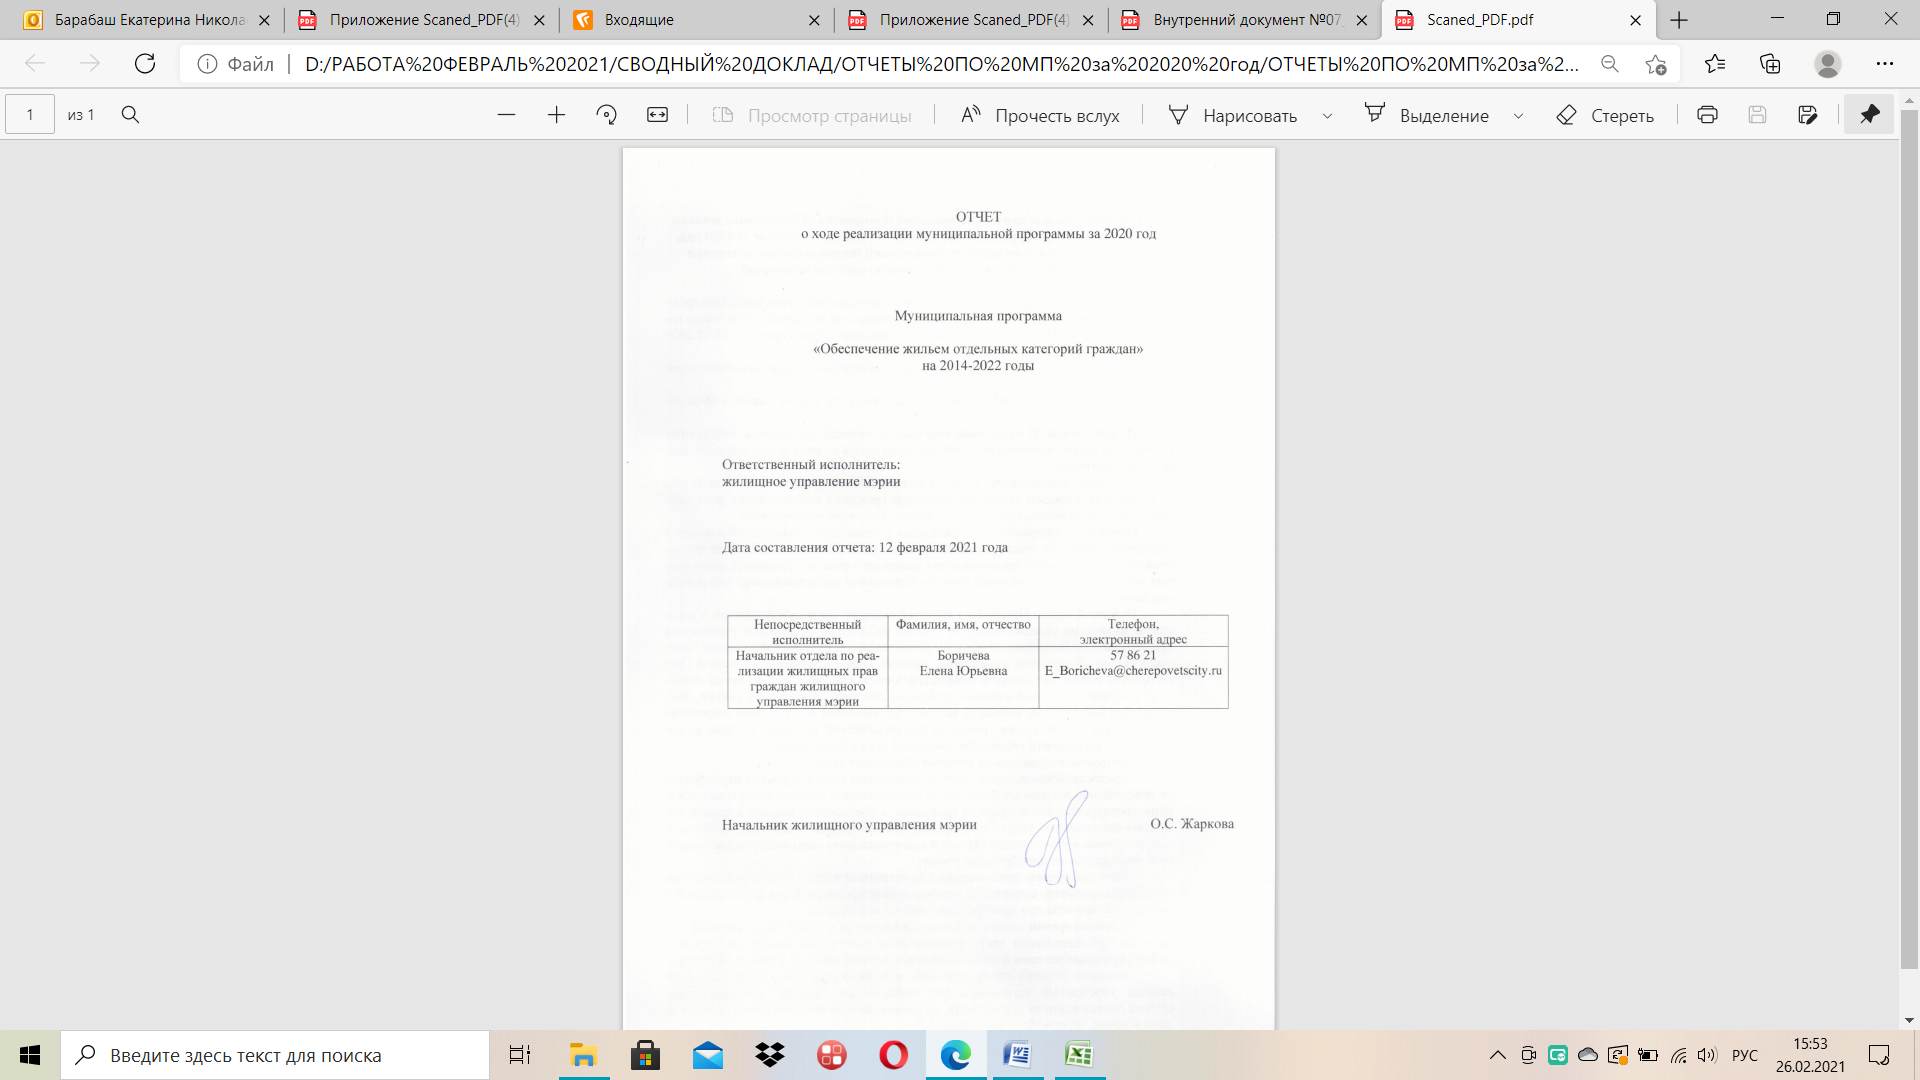 Барабаш Екатерина Никола
Приложение Scaned_PDF(4)
Входящие
Приложение Scaned_PDF(4)
Внутренний документ №07_
Scaned_PDF.pdf
Файл
D:/РАБОТА%20ФЕВРАЛЬ%202021/СВОДНЫЙ%20ДОКЛАД/ОТЧЕТЫ%20ПО%20МП%20за%202020%20год/ОТЧЕТЫ%20ПО%20МП%20за%2...
1 из 1
Просмотр страницы
Прочесть вслух
Нарисовать
Выделение
Стереть
ОТЧЕТ
о ходе реализации муниципальной программы за 2020 год
Муниципальная программа
«Обеспечение жильем отдельных категорий граждан»
на 2014-2022 годы
Ответственный исполнитель:
жилищное управление мэрии
Дата составления отчета: 12 февраля 2021 года
Непосредственный
исполнитель
Фамилия, имя, отчество
Телефон,
электронный адрес
Начальник отдела по реа-
лизации жилищных прав
граждан жилищного
управления мэрии
Боричева
Елена Юрьевна
57 86 21
E_Boricheva@cherepovetscity.ru
Начальник жилищного управления мэрии
О.С. Жаркова
Введите здесь текст для поиска
РУС
15:53
26.02.2021